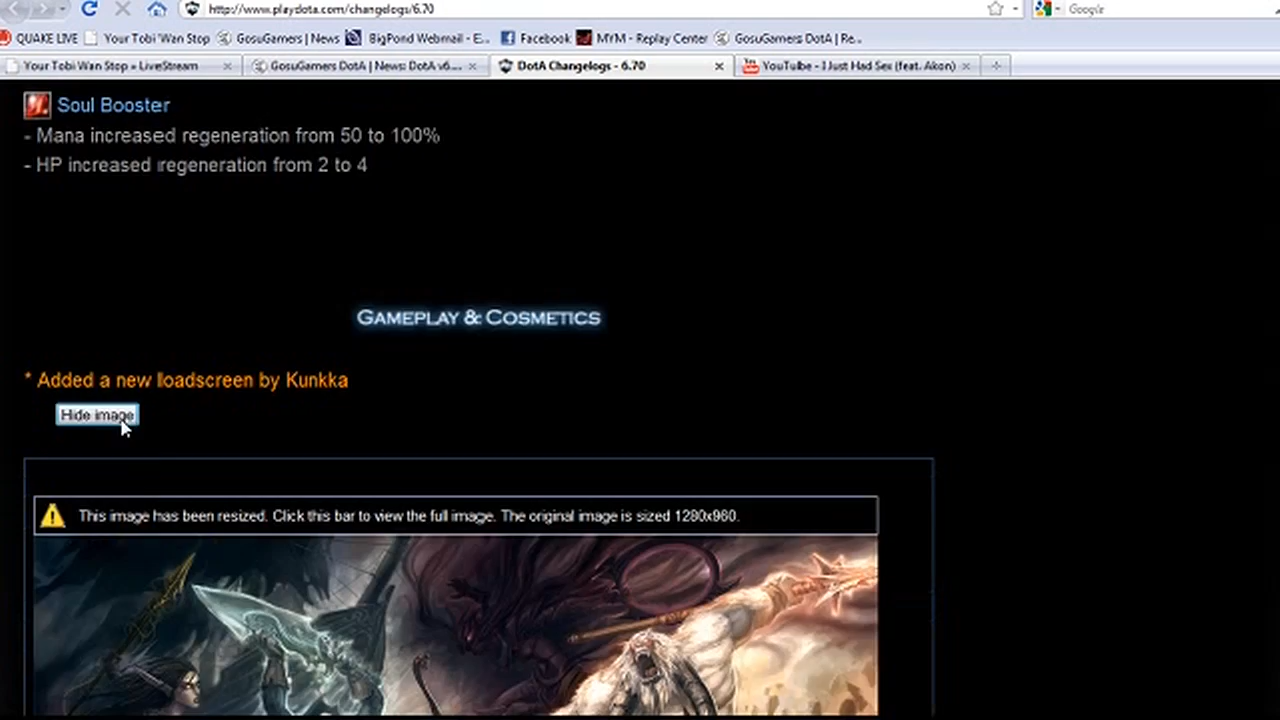 http://www.playdota.com/changelogs/6.70
Google
QUAKE LIVE
Your Tobi Wan Stop
GosuGamers | News
BigPond Webmail - E...
Facebook
MYM - Replay Center
GosuGamers DotA | Re...
Your Tobi Wan Stop » LiveStream
GosuGamers DotA | News: DotA v6....
DotA Changelogs - 6.70
YouTube - I Just Had Sex (feat. Akon)
Soul Booster
- Mana increased regeneration from 50 to 100%
- HP increased regeneration from 2 to 4
GAMEPLAY & COSMETICS
* Added a new loadscreen by Kunkka
Hide image
This image has been resized. Click this bar to view the full image. The original image is sized 1280x960.